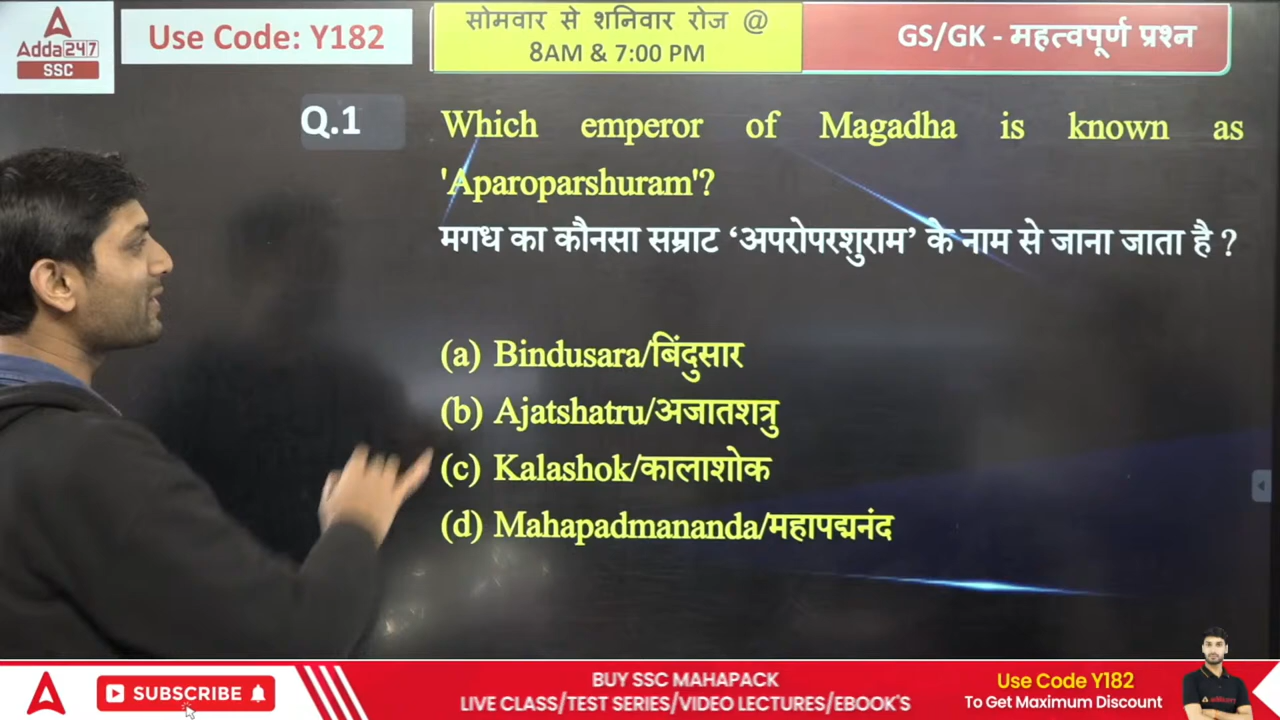 Adda247
SSC
Use Code: Y182
सोमवार से शनिवार रोज @
8AM & 7:00 PM
GS/GK - महत्वपूर्ण प्रश्न
Q.1
Which emperor of Magadha is known as
'Aparoparshuram'?
मगध का कौनसा सम्राट ‘अपरोपरशुराम’ के नाम से जाना जाता है ?
(a) Bindusara/बिंदुसार
(b) Ajatshatru/अजातशत्रु
(c) Kalashok/कालाशोक
(d) Mahapadmananda/महापद्मनंद
SUBSCRIBE
BUY SSC MAHAPACK
LIVE CLASS/TEST SERIES/VIDEO LECTURES/EBOOK'S
Use Code Y182
To Get Maximum Discount